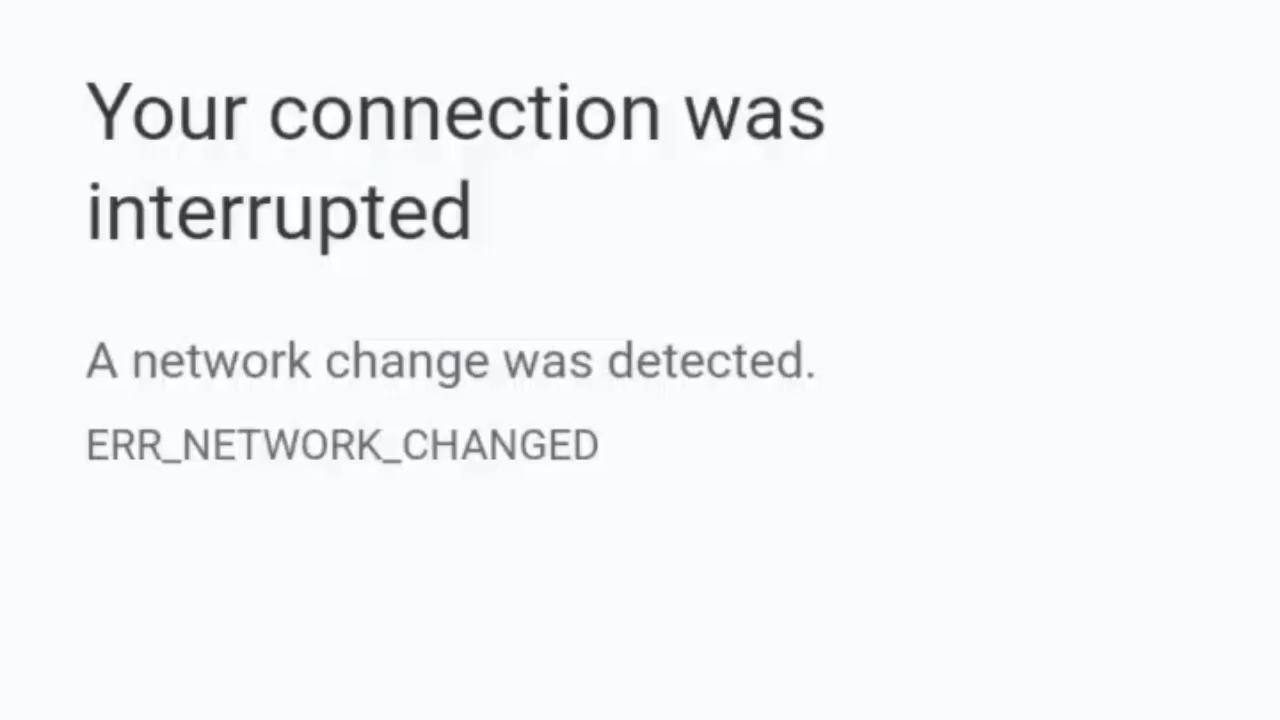 Your connection was
interrupted
A network change was detected.
ERR_NETWORK_CHANGED